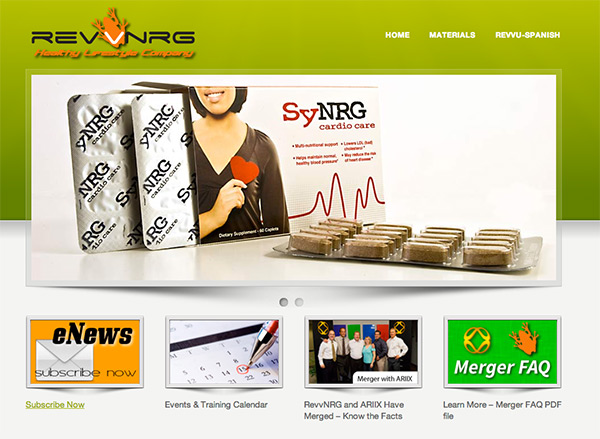 REVVNRG
Healthy Lifestyle Company
HOME MATERIALS REVVU-SPANISH
SyNRG
cardio care
• Multi-nutritional support
• Helps maintain normal, healthy blood pressure*
• Lowers LDL (bad) cholesterol *
• May reduce the risk of heart disease *
Dietary Supplement - 60 Caplets
SyNRG
cardio care
SyNRG
cardio care
eNews
subscribe now
Merger with ARIIX
Merger FAQ
Subscribe Now
Events & Training Calendar
RevvNRG and ARIIX Have
Merged – Know the Facts
Learn More – Merger FAQ PDF
file